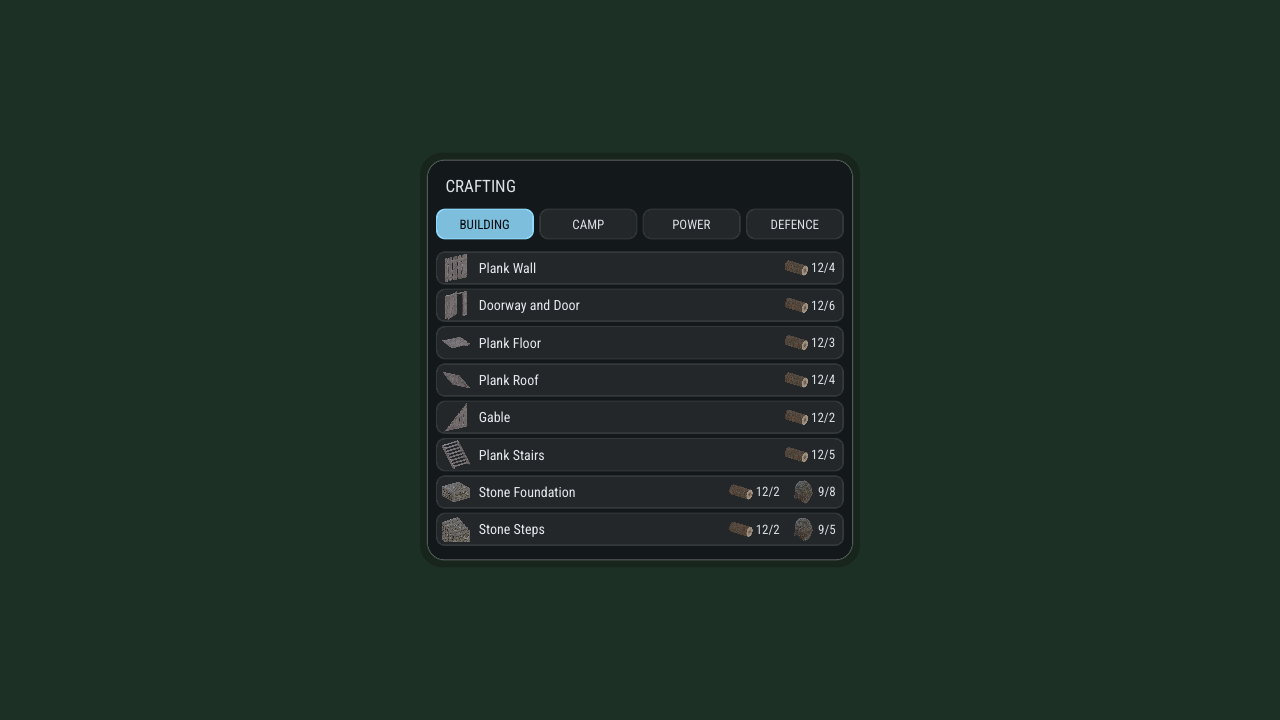 CRAFTING
BUILDING CAMP POWER DEFENCE
Plank Wall 12/4
Doorway and Door 12/6
Plank Floor 12/3
Plank Roof 12/4
Gable 12/2
Plank Stairs 12/5
Stone Foundation 12/2 9/8
Stone Steps 12/2 9/5